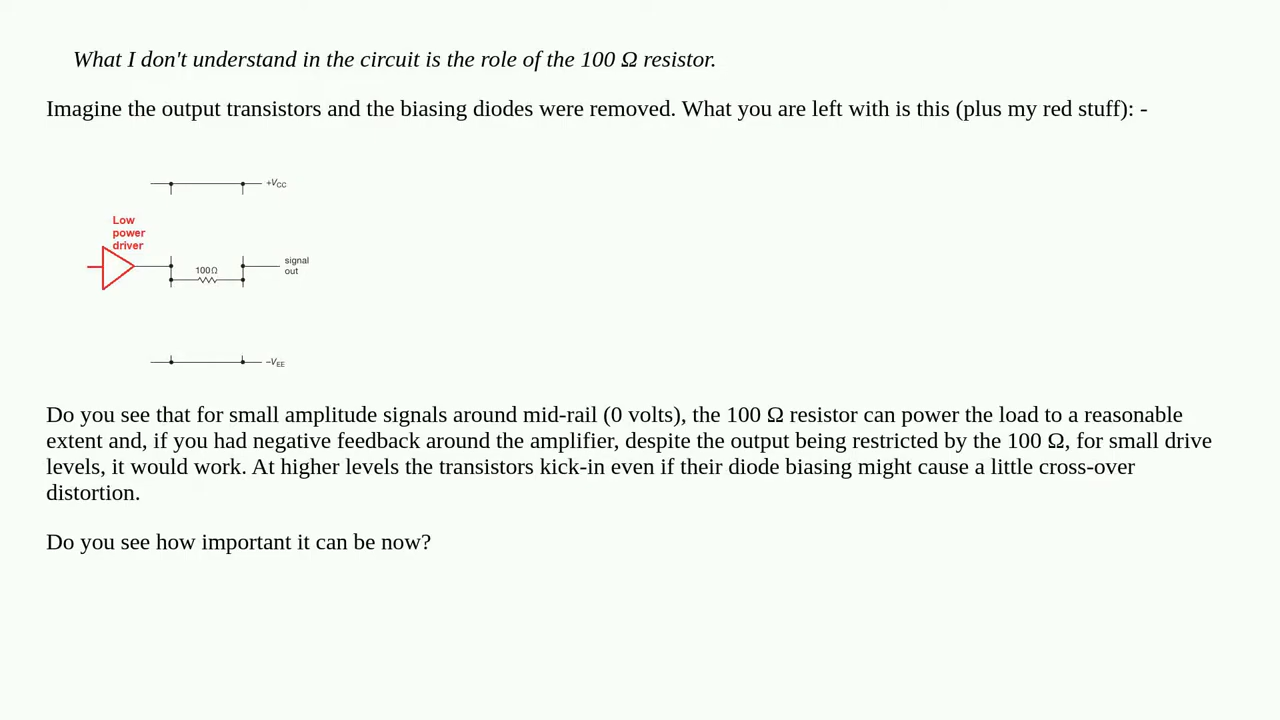 What I don't understand in the circuit is the role of the 100 Ω resistor.
Imagine the output transistors and the biasing diodes were removed. What you are left with is this (plus my red stuff): -
+VCC
Low
power
driver
100Ω
signal
out
−VEE
Do you see that for small amplitude signals around mid-rail (0 volts), the 100 Ω resistor can power the load to a reasonable
extent and, if you had negative feedback around the amplifier, despite the output being restricted by the 100 Ω, for small drive
levels, it would work. At higher levels the transistors kick-in even if their diode biasing might cause a little cross-over
distortion.
Do you see how important it can be now?